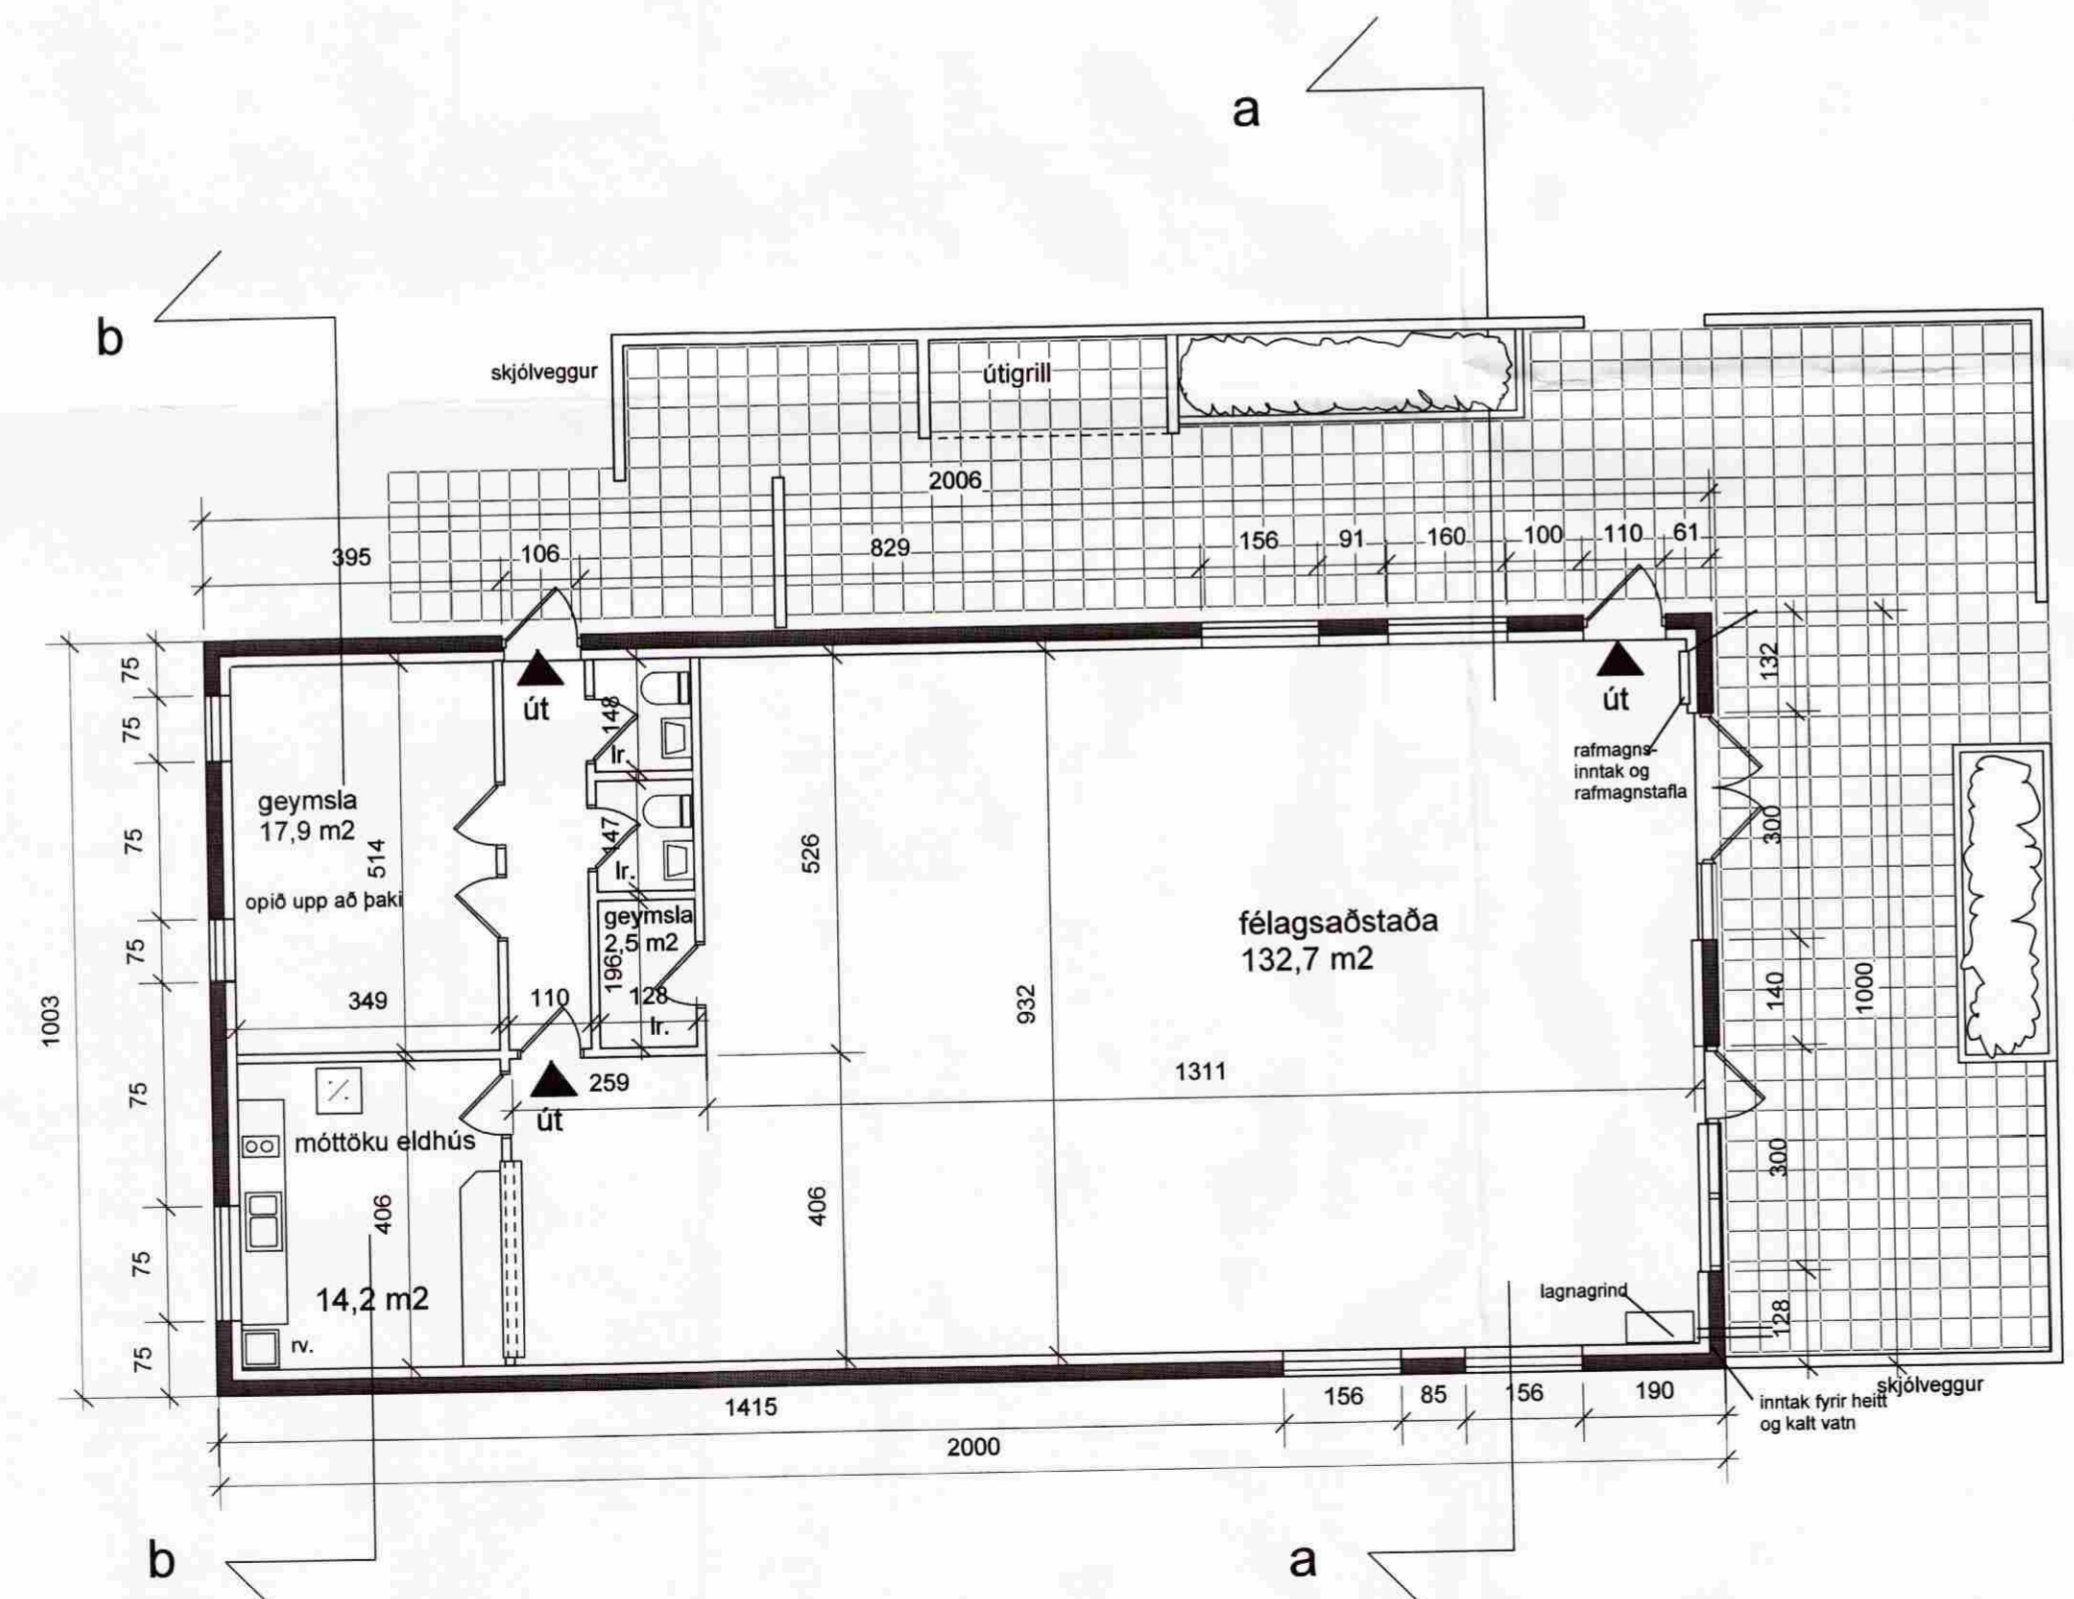 a
b
skjólveggur
útigrill
2006
395
106
829
156
91
160
100
110
61
út
út
75
75
75
75
75
75
75
1003
148
lr.
147
lr.
geymsla
17,9 m2
514
opið upp að þaki
349
110
geymsla
2,5 m2
196
128
lr.
526
932
félagsaðstaða
132,7 m2
rafmagns-
inntak og
rafmagnstafla
132
300
140
1000
300
128
259
út
1311
móttöku eldhús
406
14,2 m2
rv.
406
lagnagrind
skjólveggur
inntak fyrir heitt
og kalt vatn
1415
156
85
156
190
2000
b
a